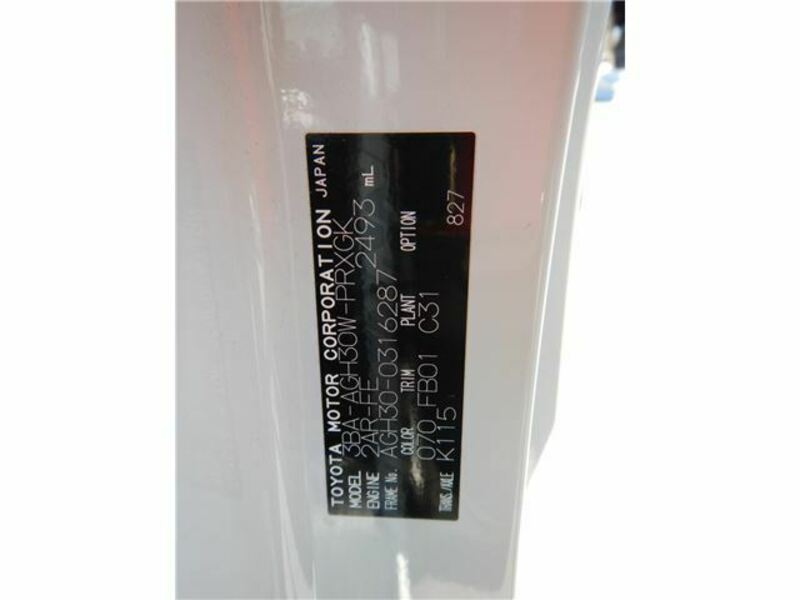 TOYOTA MOTOR CORPORATION JAPAN
MODEL 3BA-AGH30W-PRXGK
ENGINE 2AR-FE 2493 mL
FRAME No. AGH30-0316287
COLOR TRIM PLANT OPTION
070 FB01 C31
TRANS./AXLE K115 827